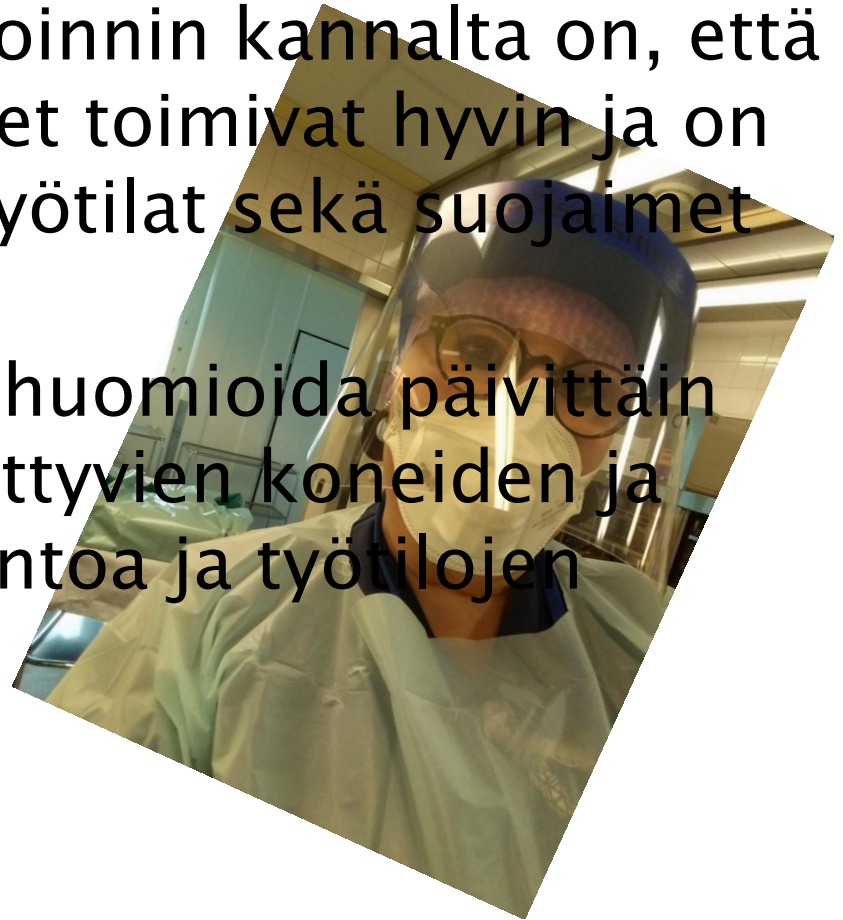 oinnin kannalta on, että
et toimivat hyvin ja on
yötilat sekä suojaimet
huomioida päivittäin
ttyvien koneiden ja
ntoa ja työtilojen